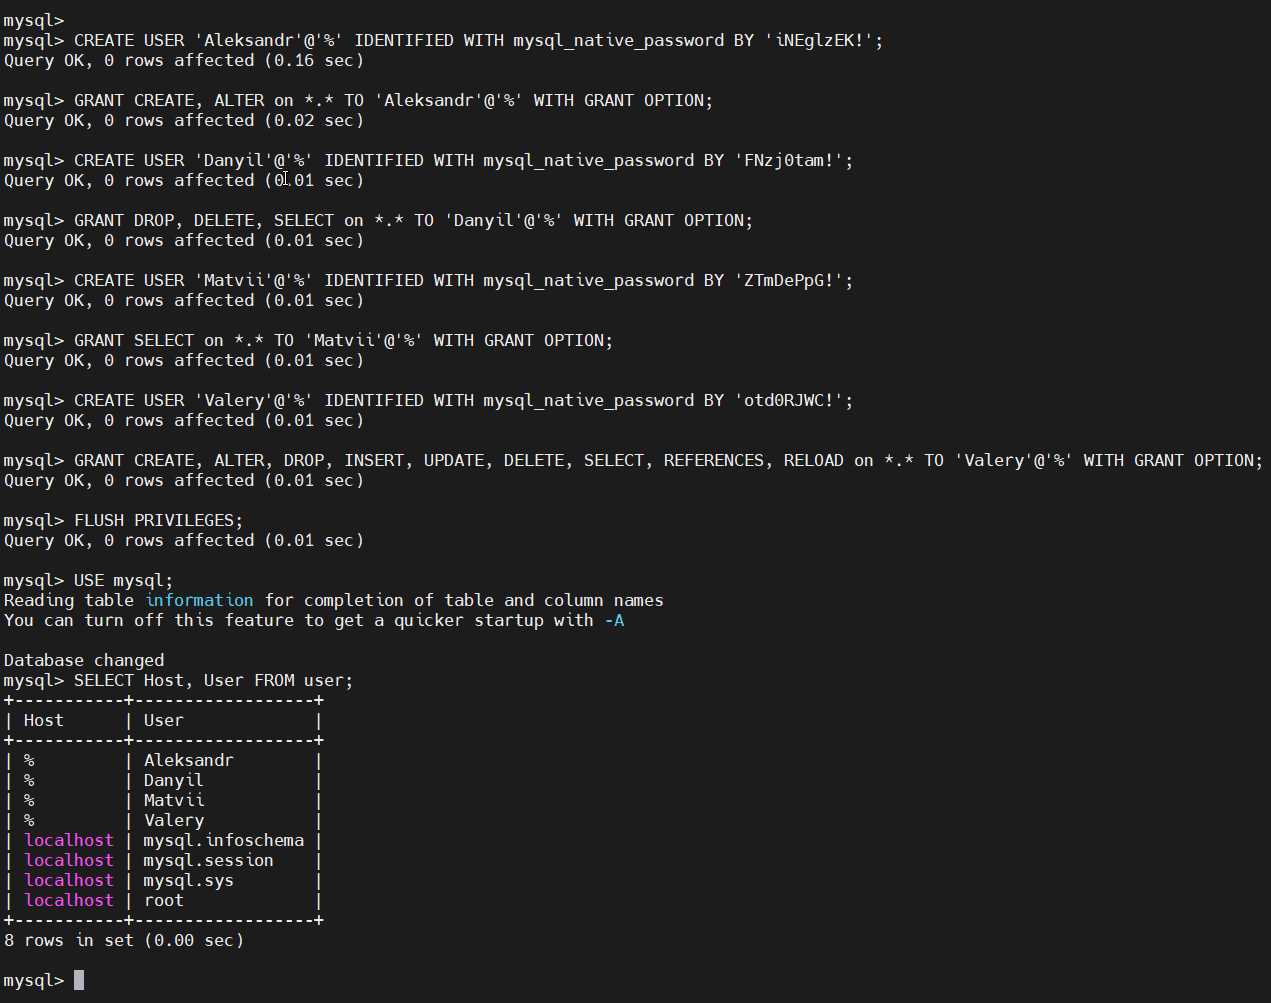 mysql>
mysql> CREATE USER 'Aleksandr'@'%' IDENTIFIED WITH mysql_native_password BY 'iNEglzEK!';
Query OK, 0 rows affected (0.16 sec)
mysql> GRANT CREATE, ALTER on *.* TO 'Aleksandr'@'%' WITH GRANT OPTION;
Query OK, 0 rows affected (0.02 sec)
mysql> CREATE USER 'Danyil'@'%' IDENTIFIED WITH mysql_native_password BY 'FNzj0tam!';
Query OK, 0 rows affected (0.01 sec)
mysql> GRANT DROP, DELETE, SELECT on *.* TO 'Danyil'@'%' WITH GRANT OPTION;
Query OK, 0 rows affected (0.01 sec)
mysql> CREATE USER 'Matvii'@'%' IDENTIFIED WITH mysql_native_password BY 'ZTmDePpG!';
Query OK, 0 rows affected (0.01 sec)
mysql> GRANT SELECT on *.* TO 'Matvii'@'%' WITH GRANT OPTION;
Query OK, 0 rows affected (0.01 sec)
mysql> CREATE USER 'Valery'@'%' IDENTIFIED WITH mysql_native_password BY 'otd0RJWC!';
Query OK, 0 rows affected (0.01 sec)
mysql> GRANT CREATE, ALTER, DROP, INSERT, UPDATE, DELETE, SELECT, REFERENCES, RELOAD on *.* TO 'Valery'@'%' WITH GRANT OPTION;
Query OK, 0 rows affected (0.01 sec)
mysql> FLUSH PRIVILEGES;
Query OK, 0 rows affected (0.01 sec)
mysql> USE mysql;
Reading table information for completion of table and column names
You can turn off this feature to get a quicker startup with -A
Database changed
mysql> SELECT Host, User FROM user;
+-----------+------------------+
| Host      | User             |
+-----------+------------------+
| %         | Aleksandr        |
| %         | Danyil           |
| %         | Matvii           |
| %         | Valery           |
| localhost | mysql.infoschema |
| localhost | mysql.session    |
| localhost | mysql.sys        |
| localhost | root             |
+-----------+------------------+
8 rows in set (0.00 sec)
mysql>